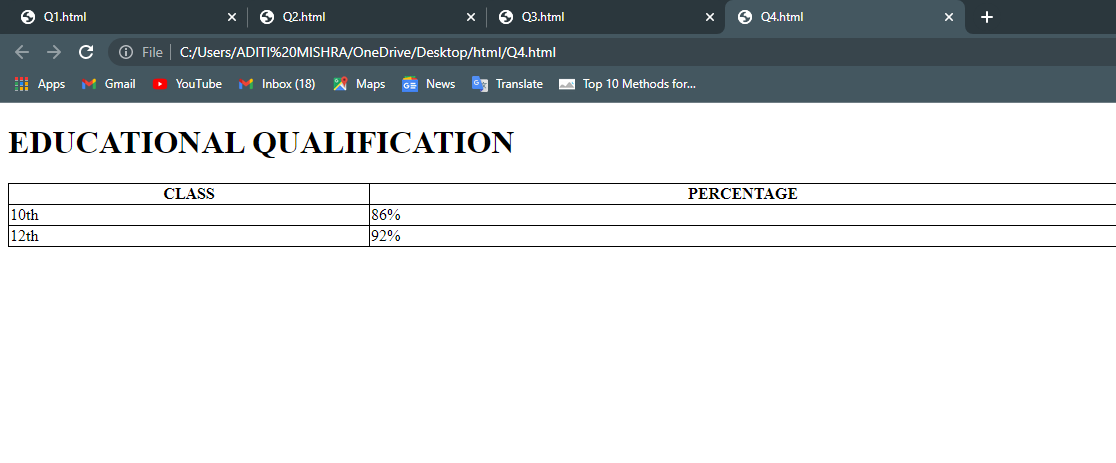 Q1.html Q2.html Q3.html Q4.html
File C:/Users/ADITI%20MISHRA/OneDrive/Desktop/html/Q4.html
Apps Gmail YouTube Inbox (18) Maps News Translate Top 10 Methods for...
EDUCATIONAL QUALIFICATION
CLASS PERCENTAGE
10th 86%
12th 92%